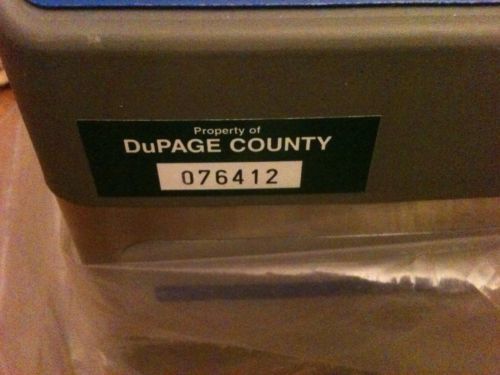 Property of
DuPAGE COUNTY
076412